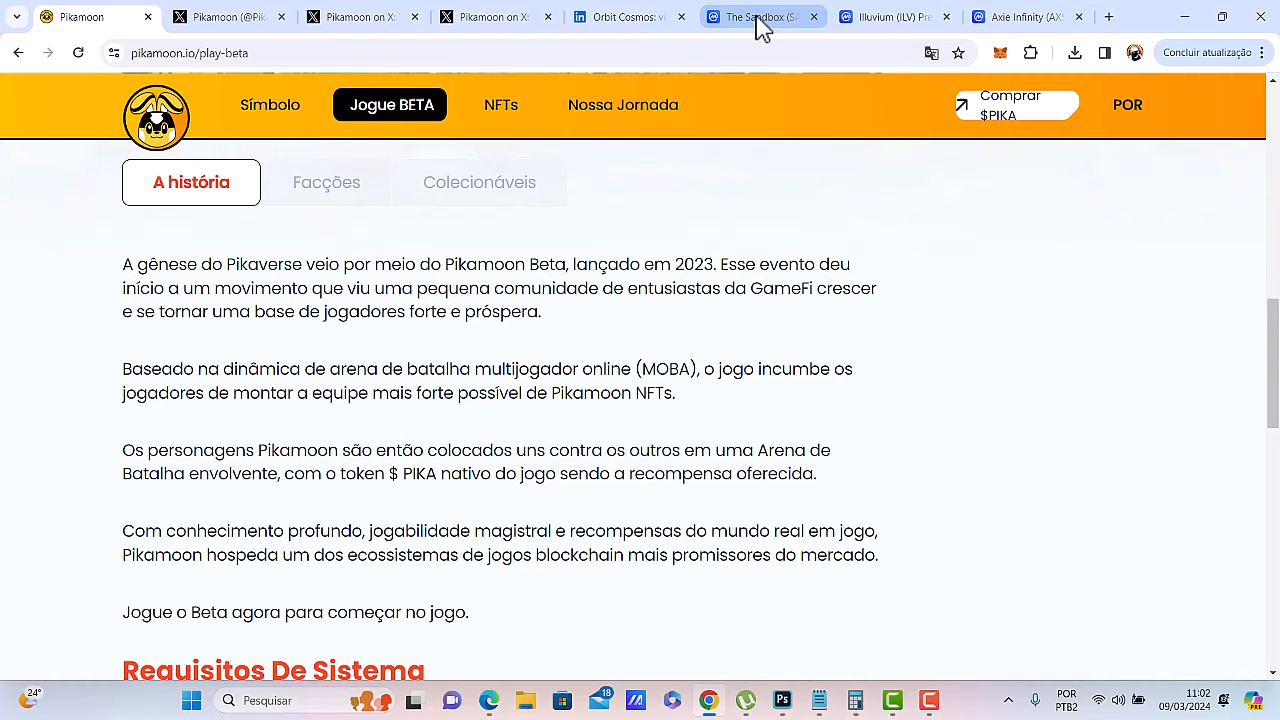 Pikamoon
Pikamoon (@Pik
Pikamoon on X:
Pikamoon on X:
Orbit Cosmos: v
The Sandbox (SA
Illuvium (ILV) Pre
Axie Infinity (AX
pikamoon.io/play-beta
Concluir atualização
Símbolo
Jogue BETA
NFTs
Nossa Jornada
Comprar
$PIKA
POR
A história
Facções
Colecionáveis
A gênese do Pikaverse veio por meio do Pikamoon Beta, lançado em 2023. Esse evento deu
início a um movimento que viu uma pequena comunidade de entusiastas da GameFi crescer
e se tornar uma base de jogadores forte e próspera.
Baseado na dinâmica de arena de batalha multijogador online (MOBA), o jogo incumbe os
jogadores de montar a equipe mais forte possível de Pikamoon NFTs.
Os personagens Pikamoon são então colocados uns contra os outros em uma Arena de
Batalha envolvente, com o token $ PIKA nativo do jogo sendo a recompensa oferecida.
Com conhecimento profundo, jogabilidade magistral e recompensas do mundo real em jogo,
Pikamoon hospeda um dos ecossistemas de jogos blockchain mais promissores do mercado.
Jogue o Beta agora para começar no jogo.
Requisitos De Sistema
24°
Pesquisar
18
Ps
POR
PTB2
11:02
09/03/2024
PRE